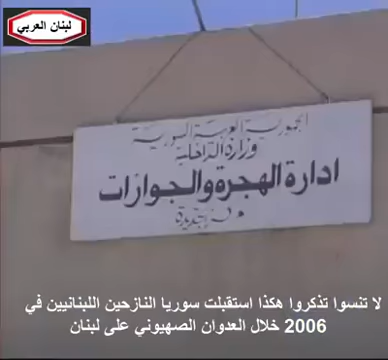 لبنان العربي
الجمهورية العربية السورية
وزارة الداخلية
ادارة الهجرة والجوازات
لا تنسوا تذكروا هكذا استقبلت سوريا النازحين اللبنانيين في
2006 خلال العدوان الصهيوني على لبنان